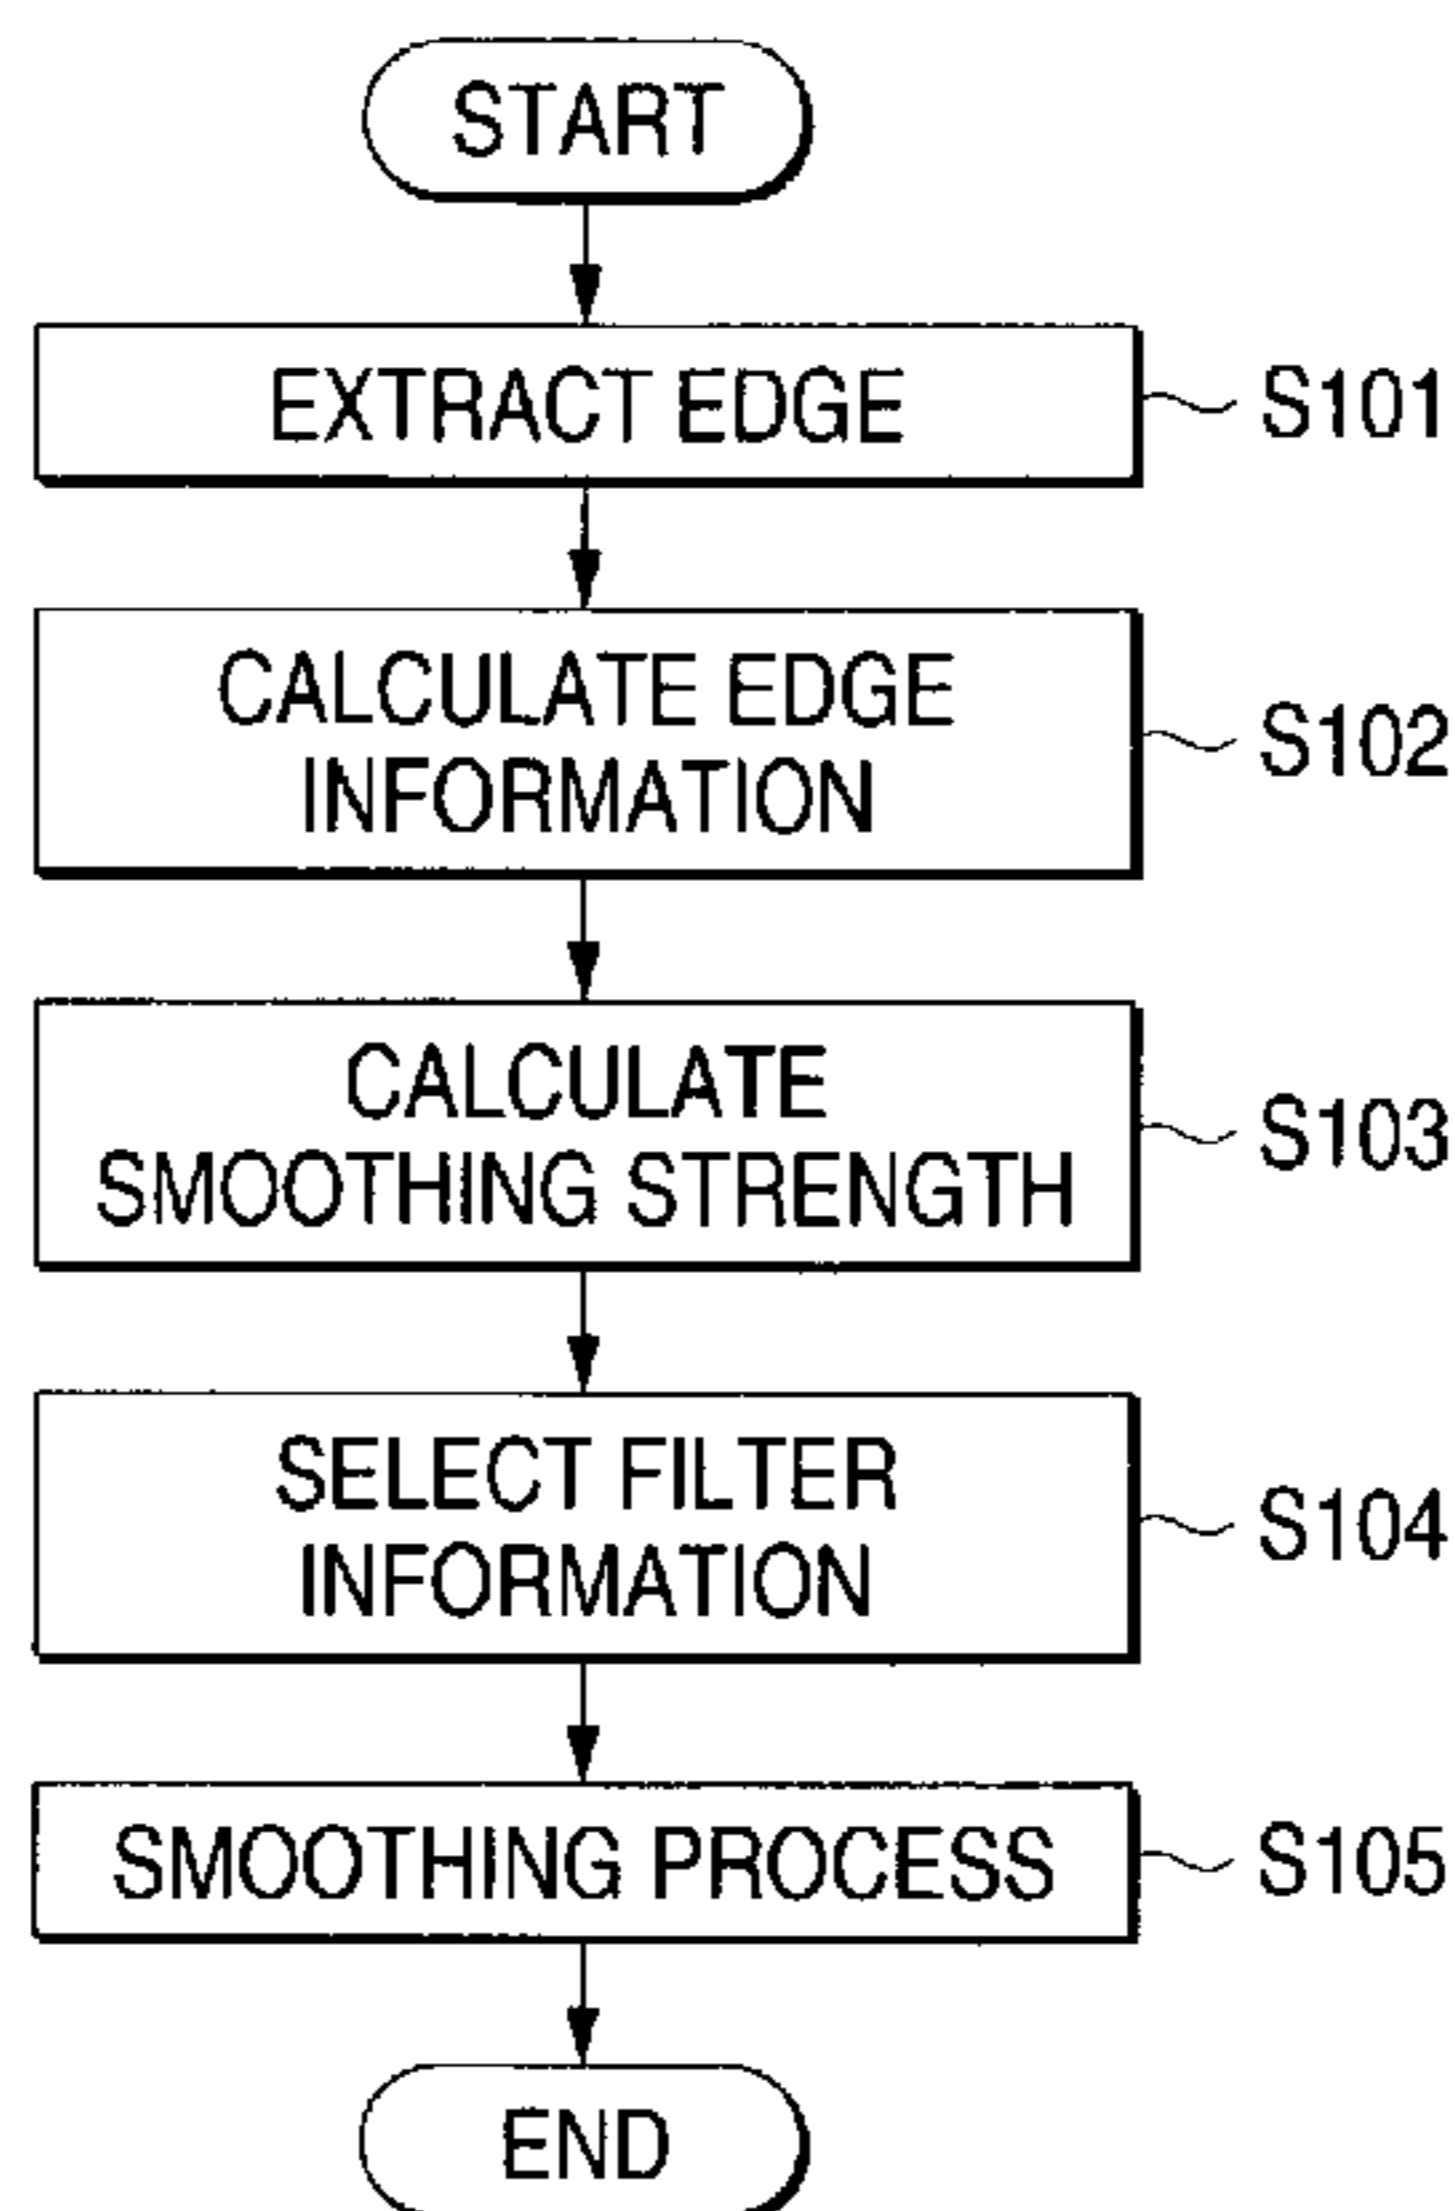 START
EXTRACT EDGE
S101
CALCULATE EDGE
INFORMATION
S102
CALCULATE
SMOOTHING STRENGTH
S103
SELECT FILTER
INFORMATION
S104
SMOOTHING PROCESS
S105
END